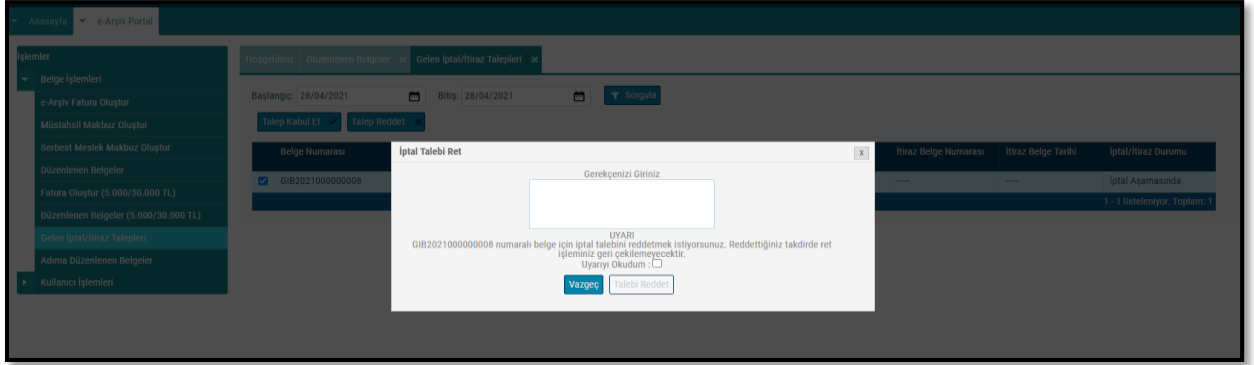 Anasayfa
e-Arşiv Portal
İşlemler
Belge İşlemleri
e-Arşiv Fatura Oluştur
Müstahsil Makbuz Oluştur
Serbest Meslek Makbuz Oluştur
Düzenlenen Belgeler
Fatura Oluştur (5.000/30.000 TL)
Düzenlenen Belgeler (5.000/30.000 TL)
Gelen İptal/İtiraz Talepleri
Adıma Düzenlenen Belgeler
Kullanıcı İşlemleri
Hoşgeldiniz
Düzenlenen Belgeler
Gelen İptal/İtiraz Talepleri
Başlangıç: 28/04/2021
Bitiş: 28/04/2021
Sorgula
Talep Kabul Et
Talep Reddet
Belge Numarası
İtiraz Belge Numarası
İtiraz Belge Tarihi
İptal/İtiraz Durumu
GIB2021000000008
----
----
İptal Aşamasında
1 - 1 listeleniyor. Toplam: 1
İptal Talebi Ret
x
Gerekçenizi Giriniz
UYARI
GIB2021000000008 numaralı belge için iptal talebini reddetmek istiyorsunuz. Reddettiğiniz takdirde ret
işleminiz geri çekilemeyecektir.
Uyarıyı Okudum :
Vazgeç
Talebi Reddet